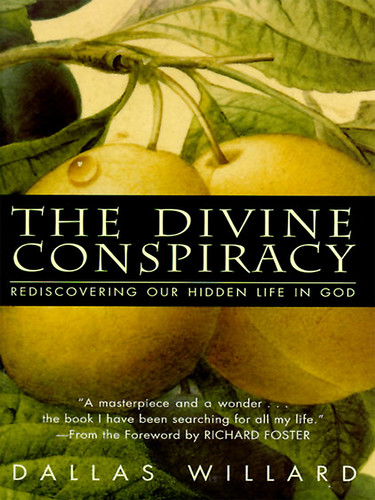 THE DIVINE
CONSPIRACY
REDISCOVERING OUR HIDDEN LIFE IN GOD
"A masterpiece and a wonder . . .
the book I have been searching for all my life."
—From the Foreword by RICHARD FOSTER
DALLAS WILLARD